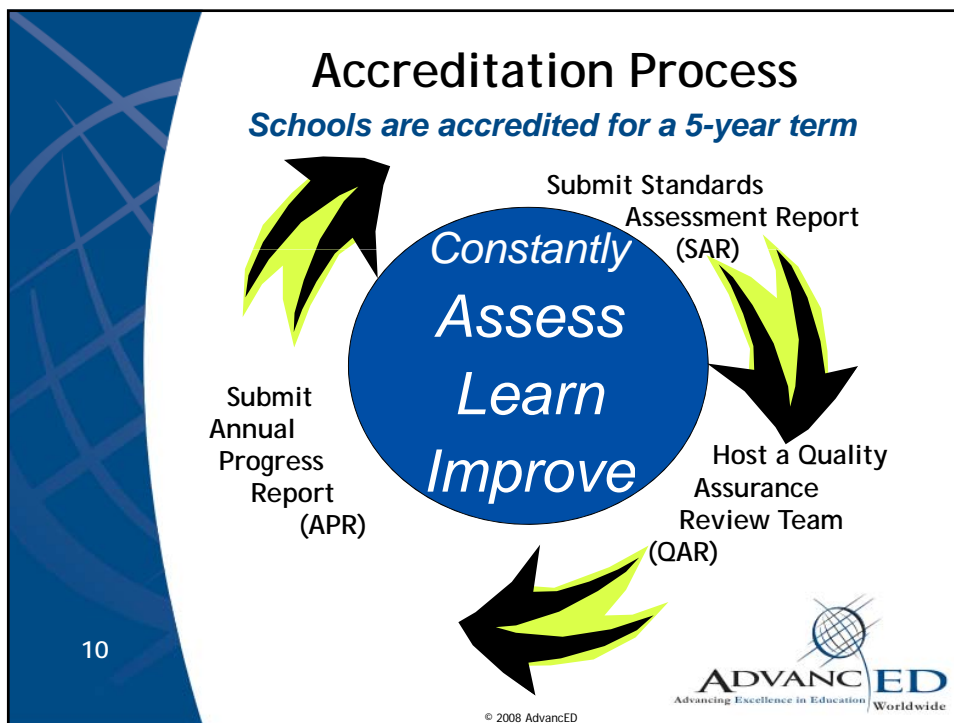 Accreditation Process
Schools are accredited for a 5-year term
Submit Standards
Assessment Report
(SAR)
Constantly
Assess
Learn
Improve
Host a Quality
Assurance
Review Team
(QAR)
Submit
Annual
Progress
Report
(APR)
10
ADVANCED
Advancing Excellence in Education
Worldwide
© 2008 AdvancED